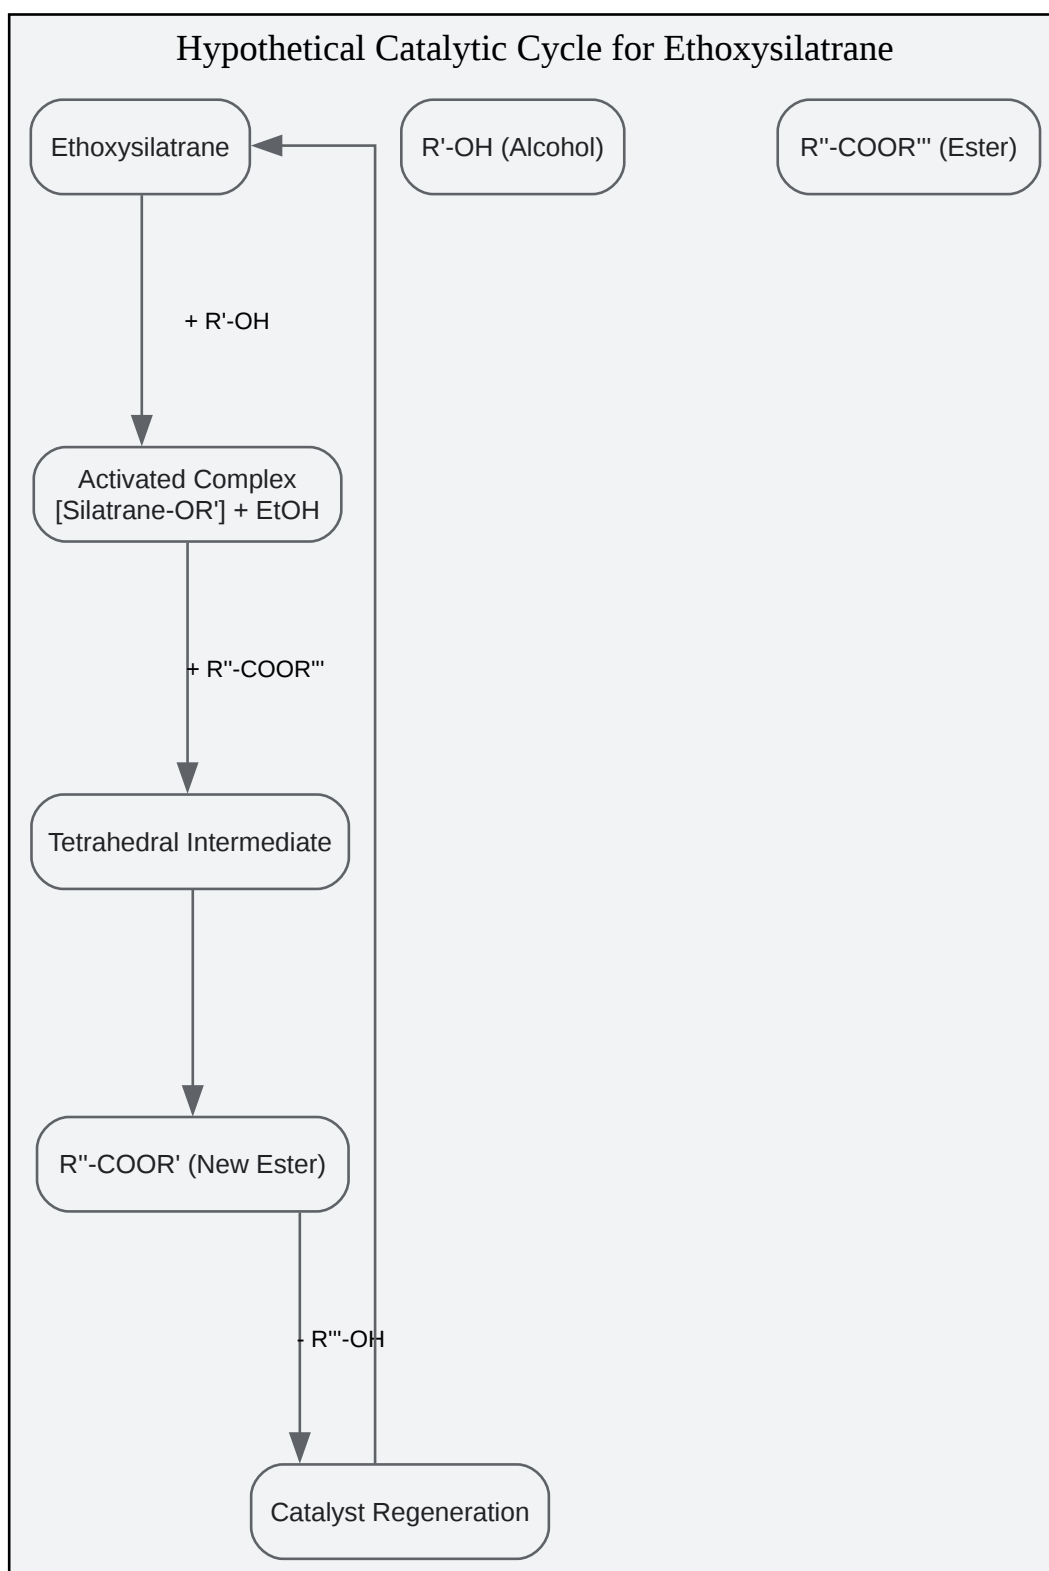 Hypothetical Catalytic Cycle for Ethoxysilatrane
Ethoxysilatrane
R'-OH (Alcohol)
R''-COOR''' (Ester)
+ R'-OH
Activated Complex
[Silatrane-OR'] + EtOH
+ R''-COOR'''
Tetrahedral Intermediate
R''-COOR' (New Ester)
- R'''-OH
Catalyst Regeneration